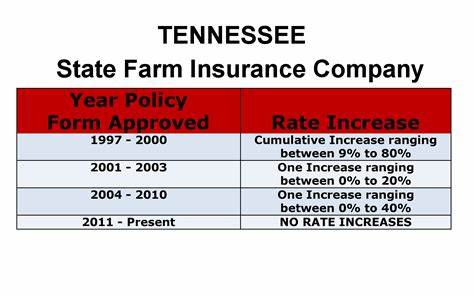 TENNESSEE
State Farm Insurance Company
Year Policy Form Approved
Rate Increase
1997 - 2000
Cumulative Increase ranging
between 9% to 80%
2001 - 2003
One Increase ranging
between 0% to 20%
2004 - 2010
One Increase ranging
between 0% to 40%
2011 - Present
NO RATE INCREASES